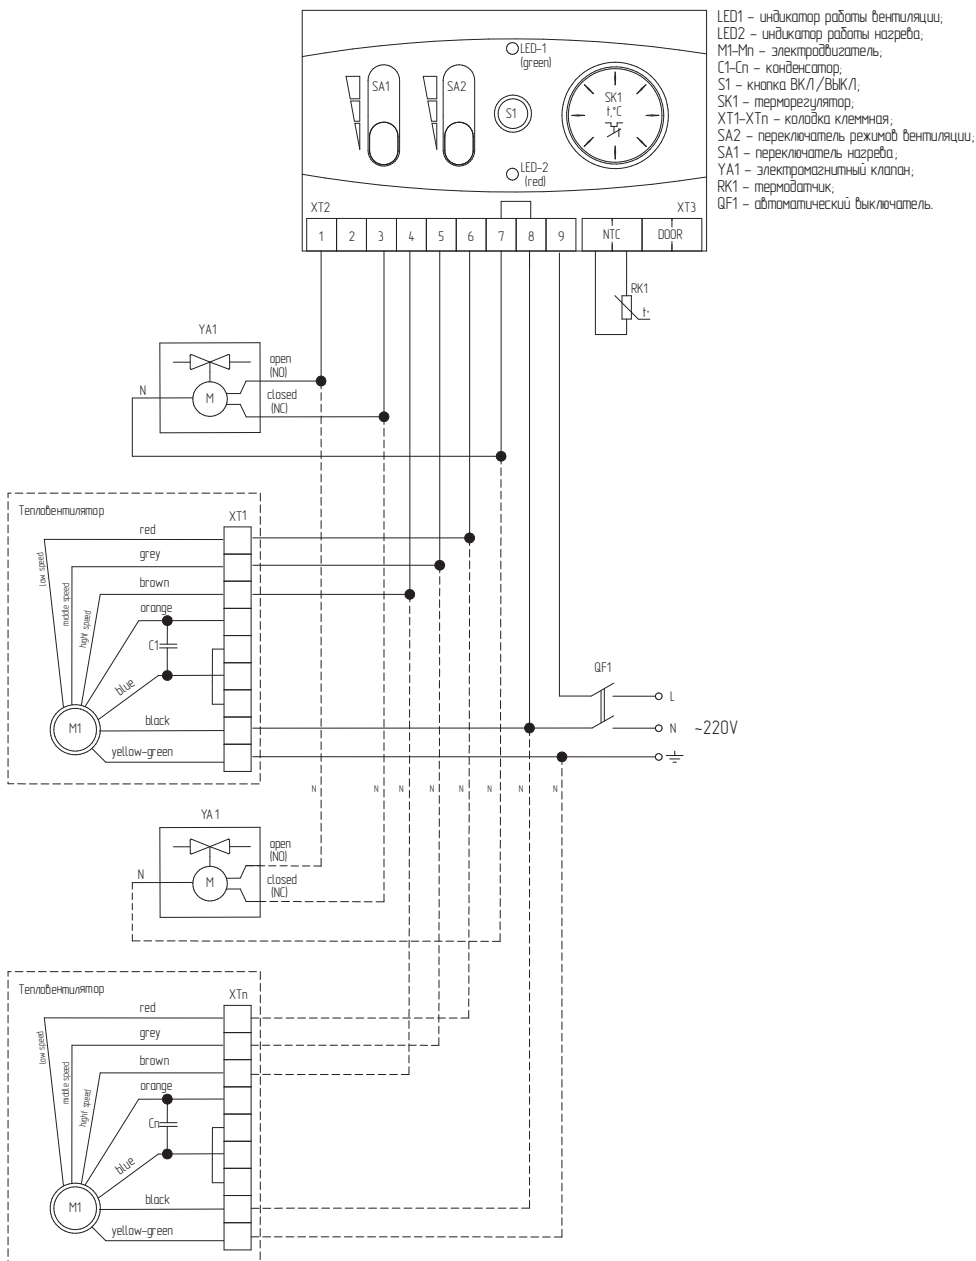 LED1 – индикатор работы вентиляции;
LED2 – индикатор работы нагрева;
M1–Mn – электродвигатель;
C1–Cn – конденсатор;
S1 – кнопка ВКЛ/ВЫКЛ;
SK1 – терморегулятор;
XT1–XTn – колодка клеммная;
SA2 – переключатель режимов вентиляции;
SA1 – переключатель нагрева;
YA1 – электромагнитный клапан;
RK1 – термодатчик;
QF1 – автоматический выключатель.
LED-1
(green)
SA1
SA2
S1
SK1
t,°C
LED-2
(red)
XT2
XT3
1 2 3 4 5 6 7 8 9 NTC DOOR
RK1
t°
YA1
open
(NO)
N
M
closed
(NC)
Тепловентилятор
XT1
red
grey
brown
orange
low speed
middle speed
hight speed
C1
blue
M1
black
yellow-green
QF1
L
N ~220V
N N N N N N N
YA1
open
(NO)
N
M
closed
(NC)
Тепловентилятор
XTn
red
grey
brown
orange
low speed
middle speed
hight speed
Cn
blue
M1
black
yellow-green